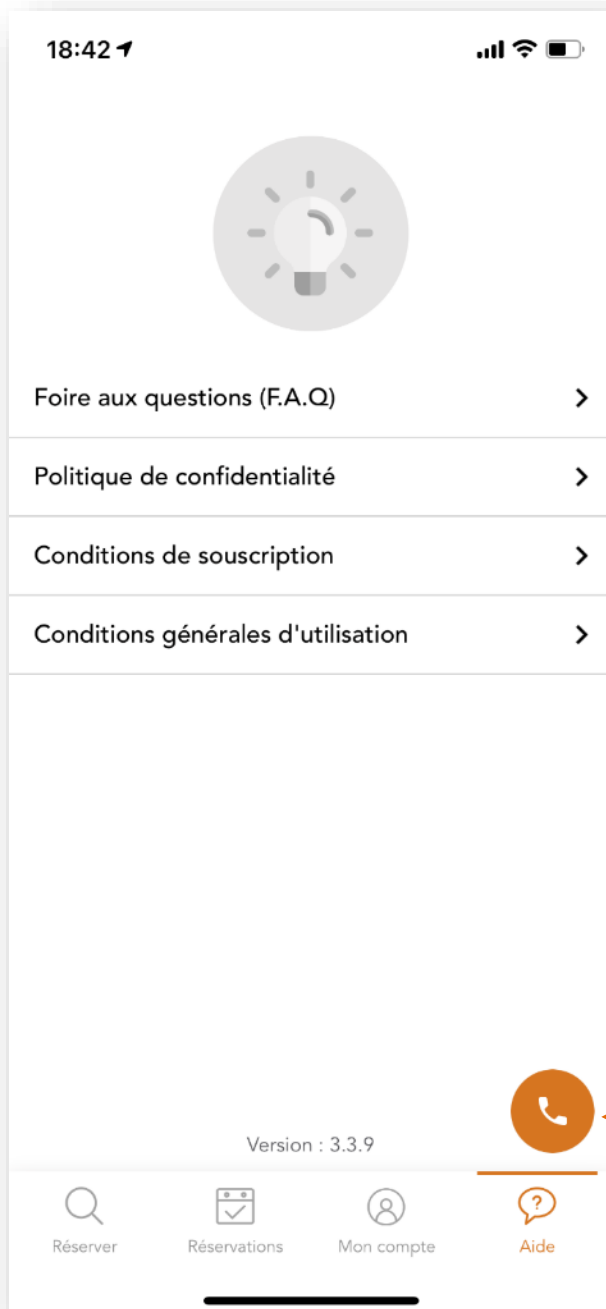 18:42
Foire aux questions (F.A.Q)
Politique de confidentialité
Conditions de souscription
Conditions générales d'utilisation
Version : 3.3.9
Réserver
Réservations
Mon compte
Aide